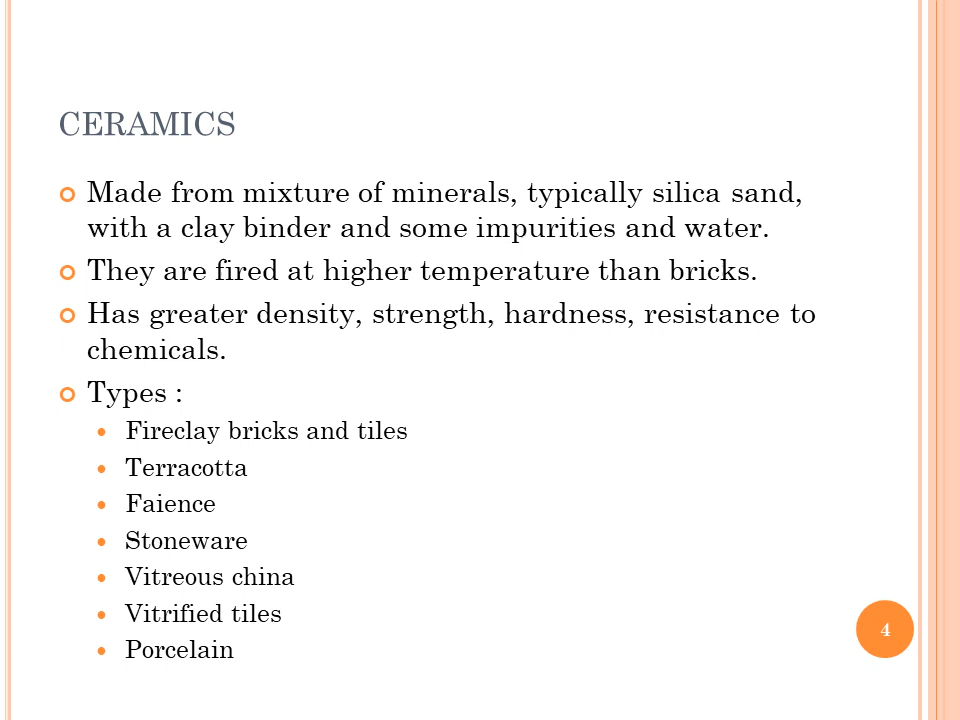 CERAMICS
Made from mixture of minerals, typically silica sand,
with a clay binder and some impurities and water.
They are fired at higher temperature than bricks.
Has greater density, strength, hardness, resistance to
chemicals.
Types :
Fireclay bricks and tiles
Terracotta
Faience
Stoneware
Vitreous china
Vitrified tiles
Porcelain
4